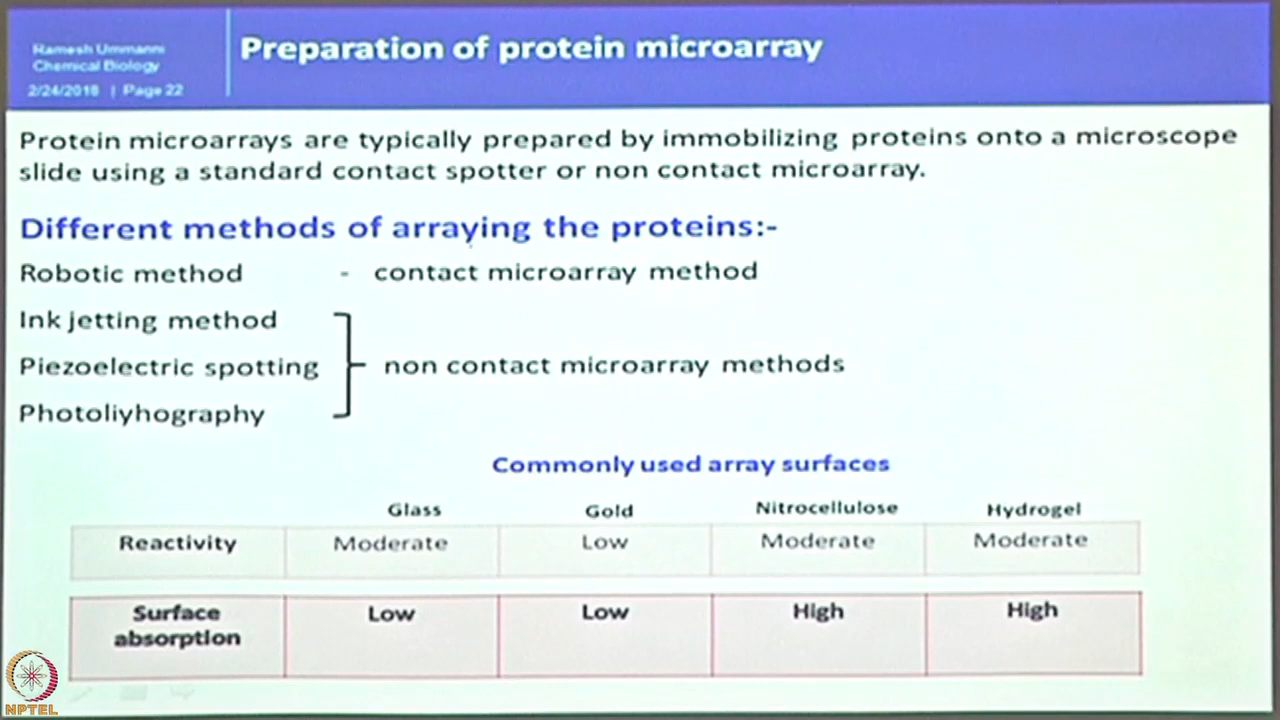 Ramesh Ummanni
Chemical Biology
2/24/2018 | Page 22
Preparation of protein microarray
Protein microarrays are typically prepared by immobilizing proteins onto a microscope
slide using a standard contact spotter or non contact microarray.
Different methods of arraying the proteins:-
Robotic method - contact microarray method
Ink jetting method
Piezoelectric spotting
non contact microarray methods
Photoliyhography
Commonly used array surfaces
Glass Gold Nitrocellulose Hydrogel
Reactivity Moderate Low Moderate Moderate
Surface
absorption Low Low High High
NPTEL